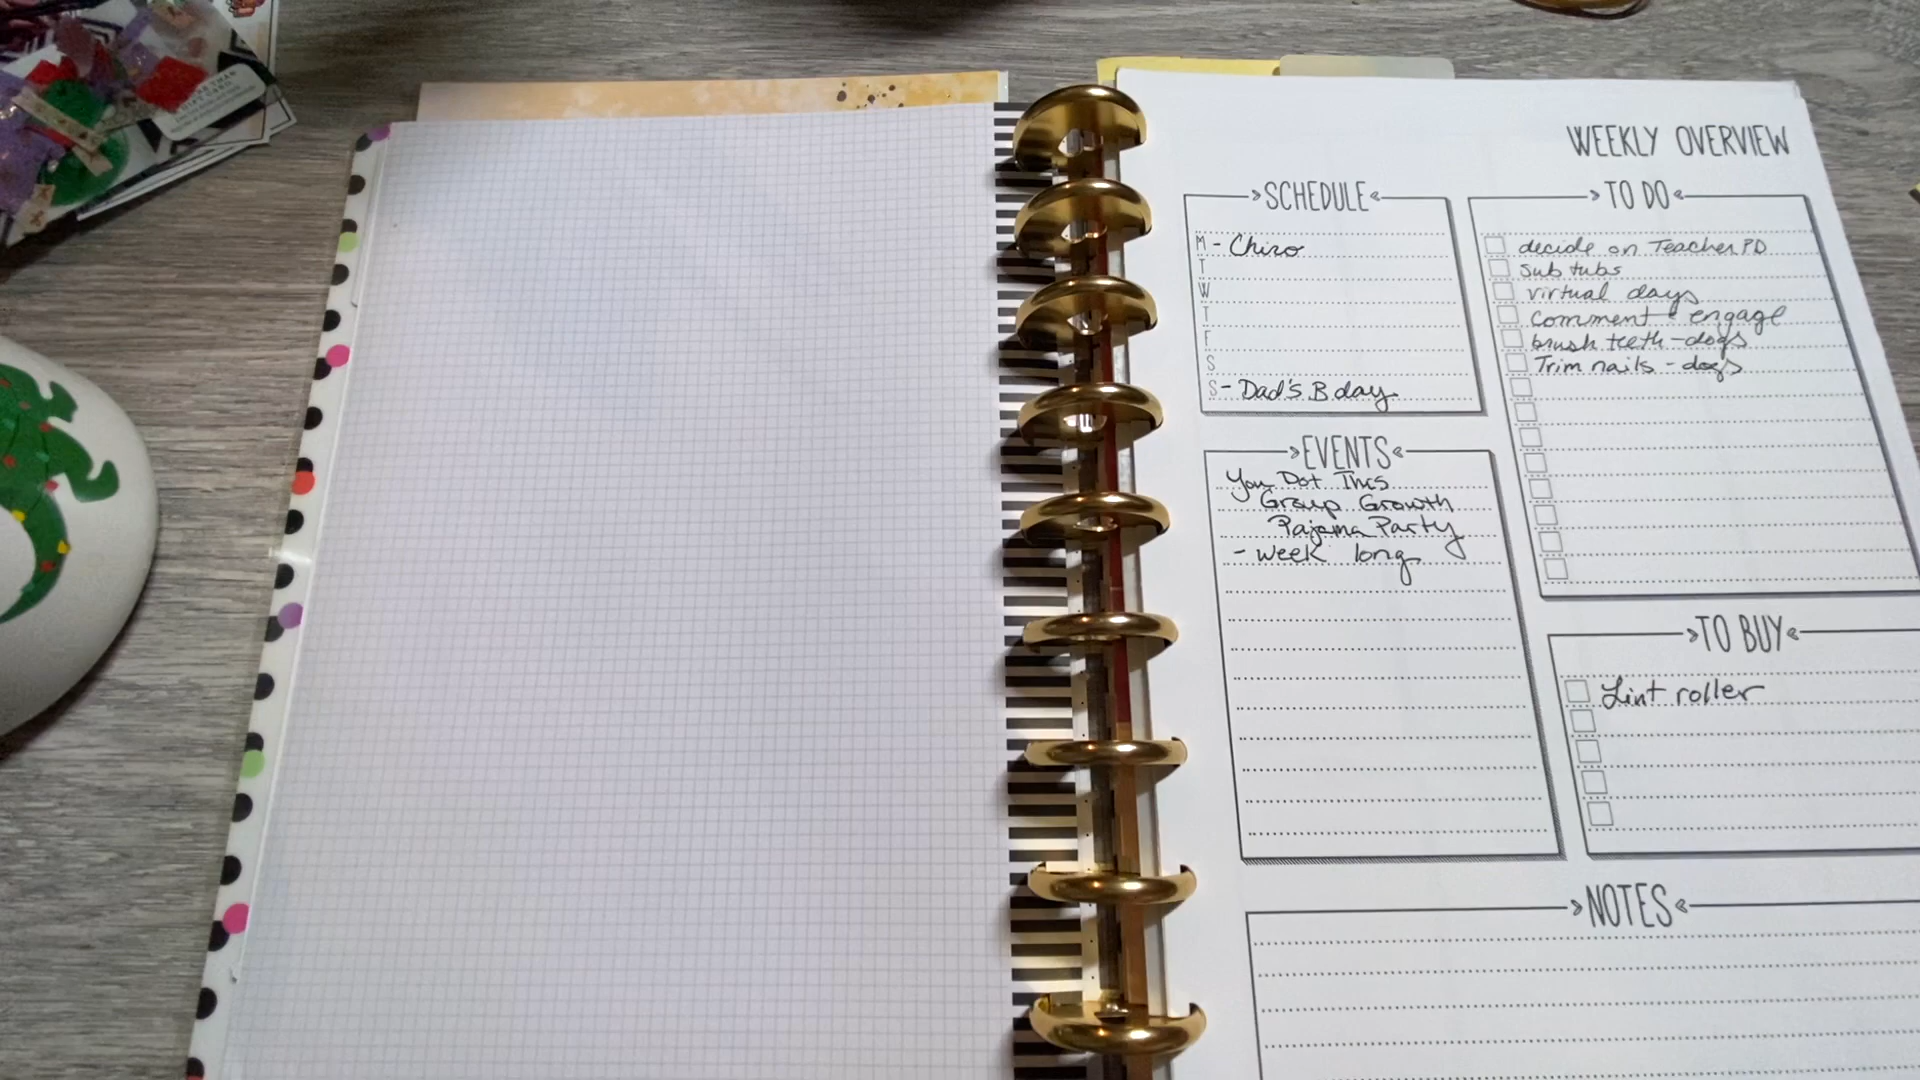 WEEKLY OVERVIEW
SCHEDULE
M - Chiro
T
W
T
F
S
S - Dad's B day
EVENTS
You Dot This
Group Growth
Pajama Party
- week long
TO DO
decide on Teacher PD
sub tubs
virtual days
comment & engage
brush teeth - dogs
Trim nails - dogs
TO BUY
Lint roller
NOTES
GIFT CARD